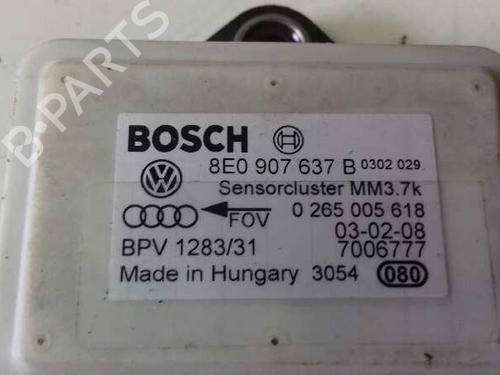 B-PARTS
BOSCH
8E0 907 637 B 0302 029
Sensorcluster MM3.7k
FOV 0 265 005 618
03-02-08
BPV 1283/31 7006777
Made in Hungary 3054 080